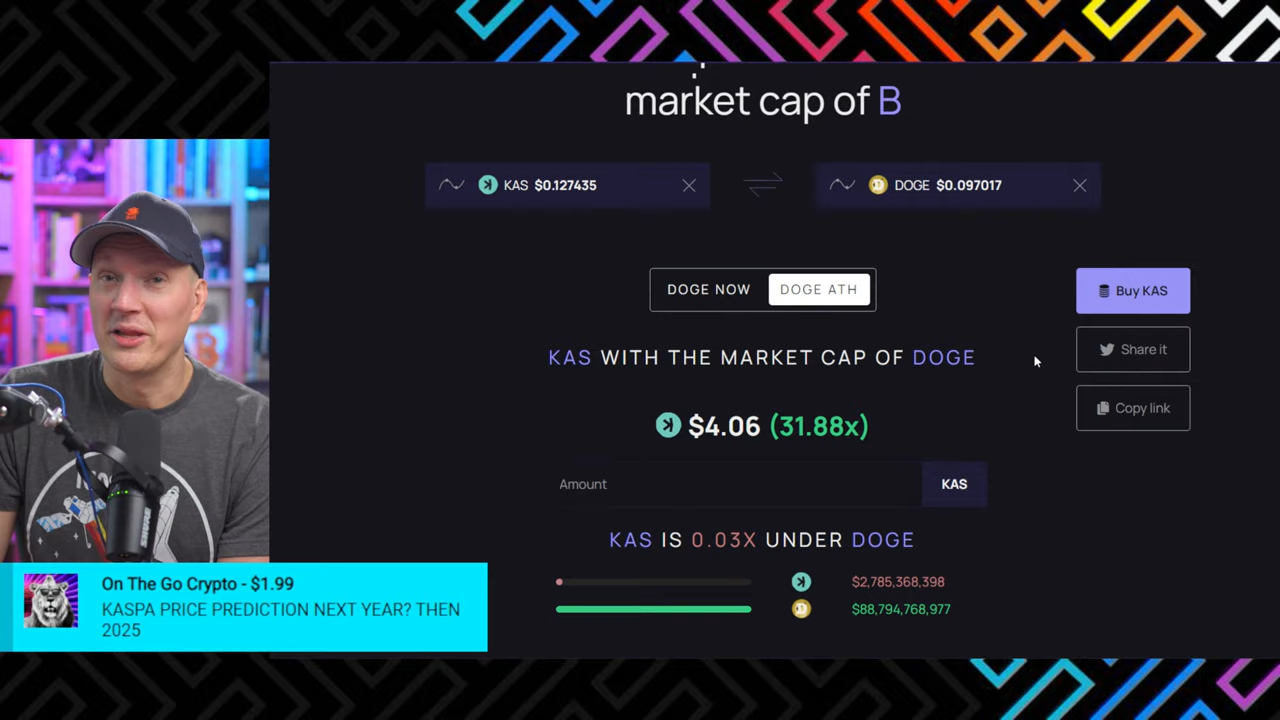 market cap of B
KAS $0.127435
DOGE $0.097017
DOGE NOW
DOGE ATH
Buy KAS
KAS WITH THE MARKET CAP OF DOGE
Share it
Copy link
$4.06 (31.88x)
Amount
KAS
KAS IS 0.03X UNDER DOGE
$2,785,368,398
$88,794,768,977
On The Go Crypto - $1.99
KASPA PRICE PREDICTION NEXT YEAR? THEN
2025